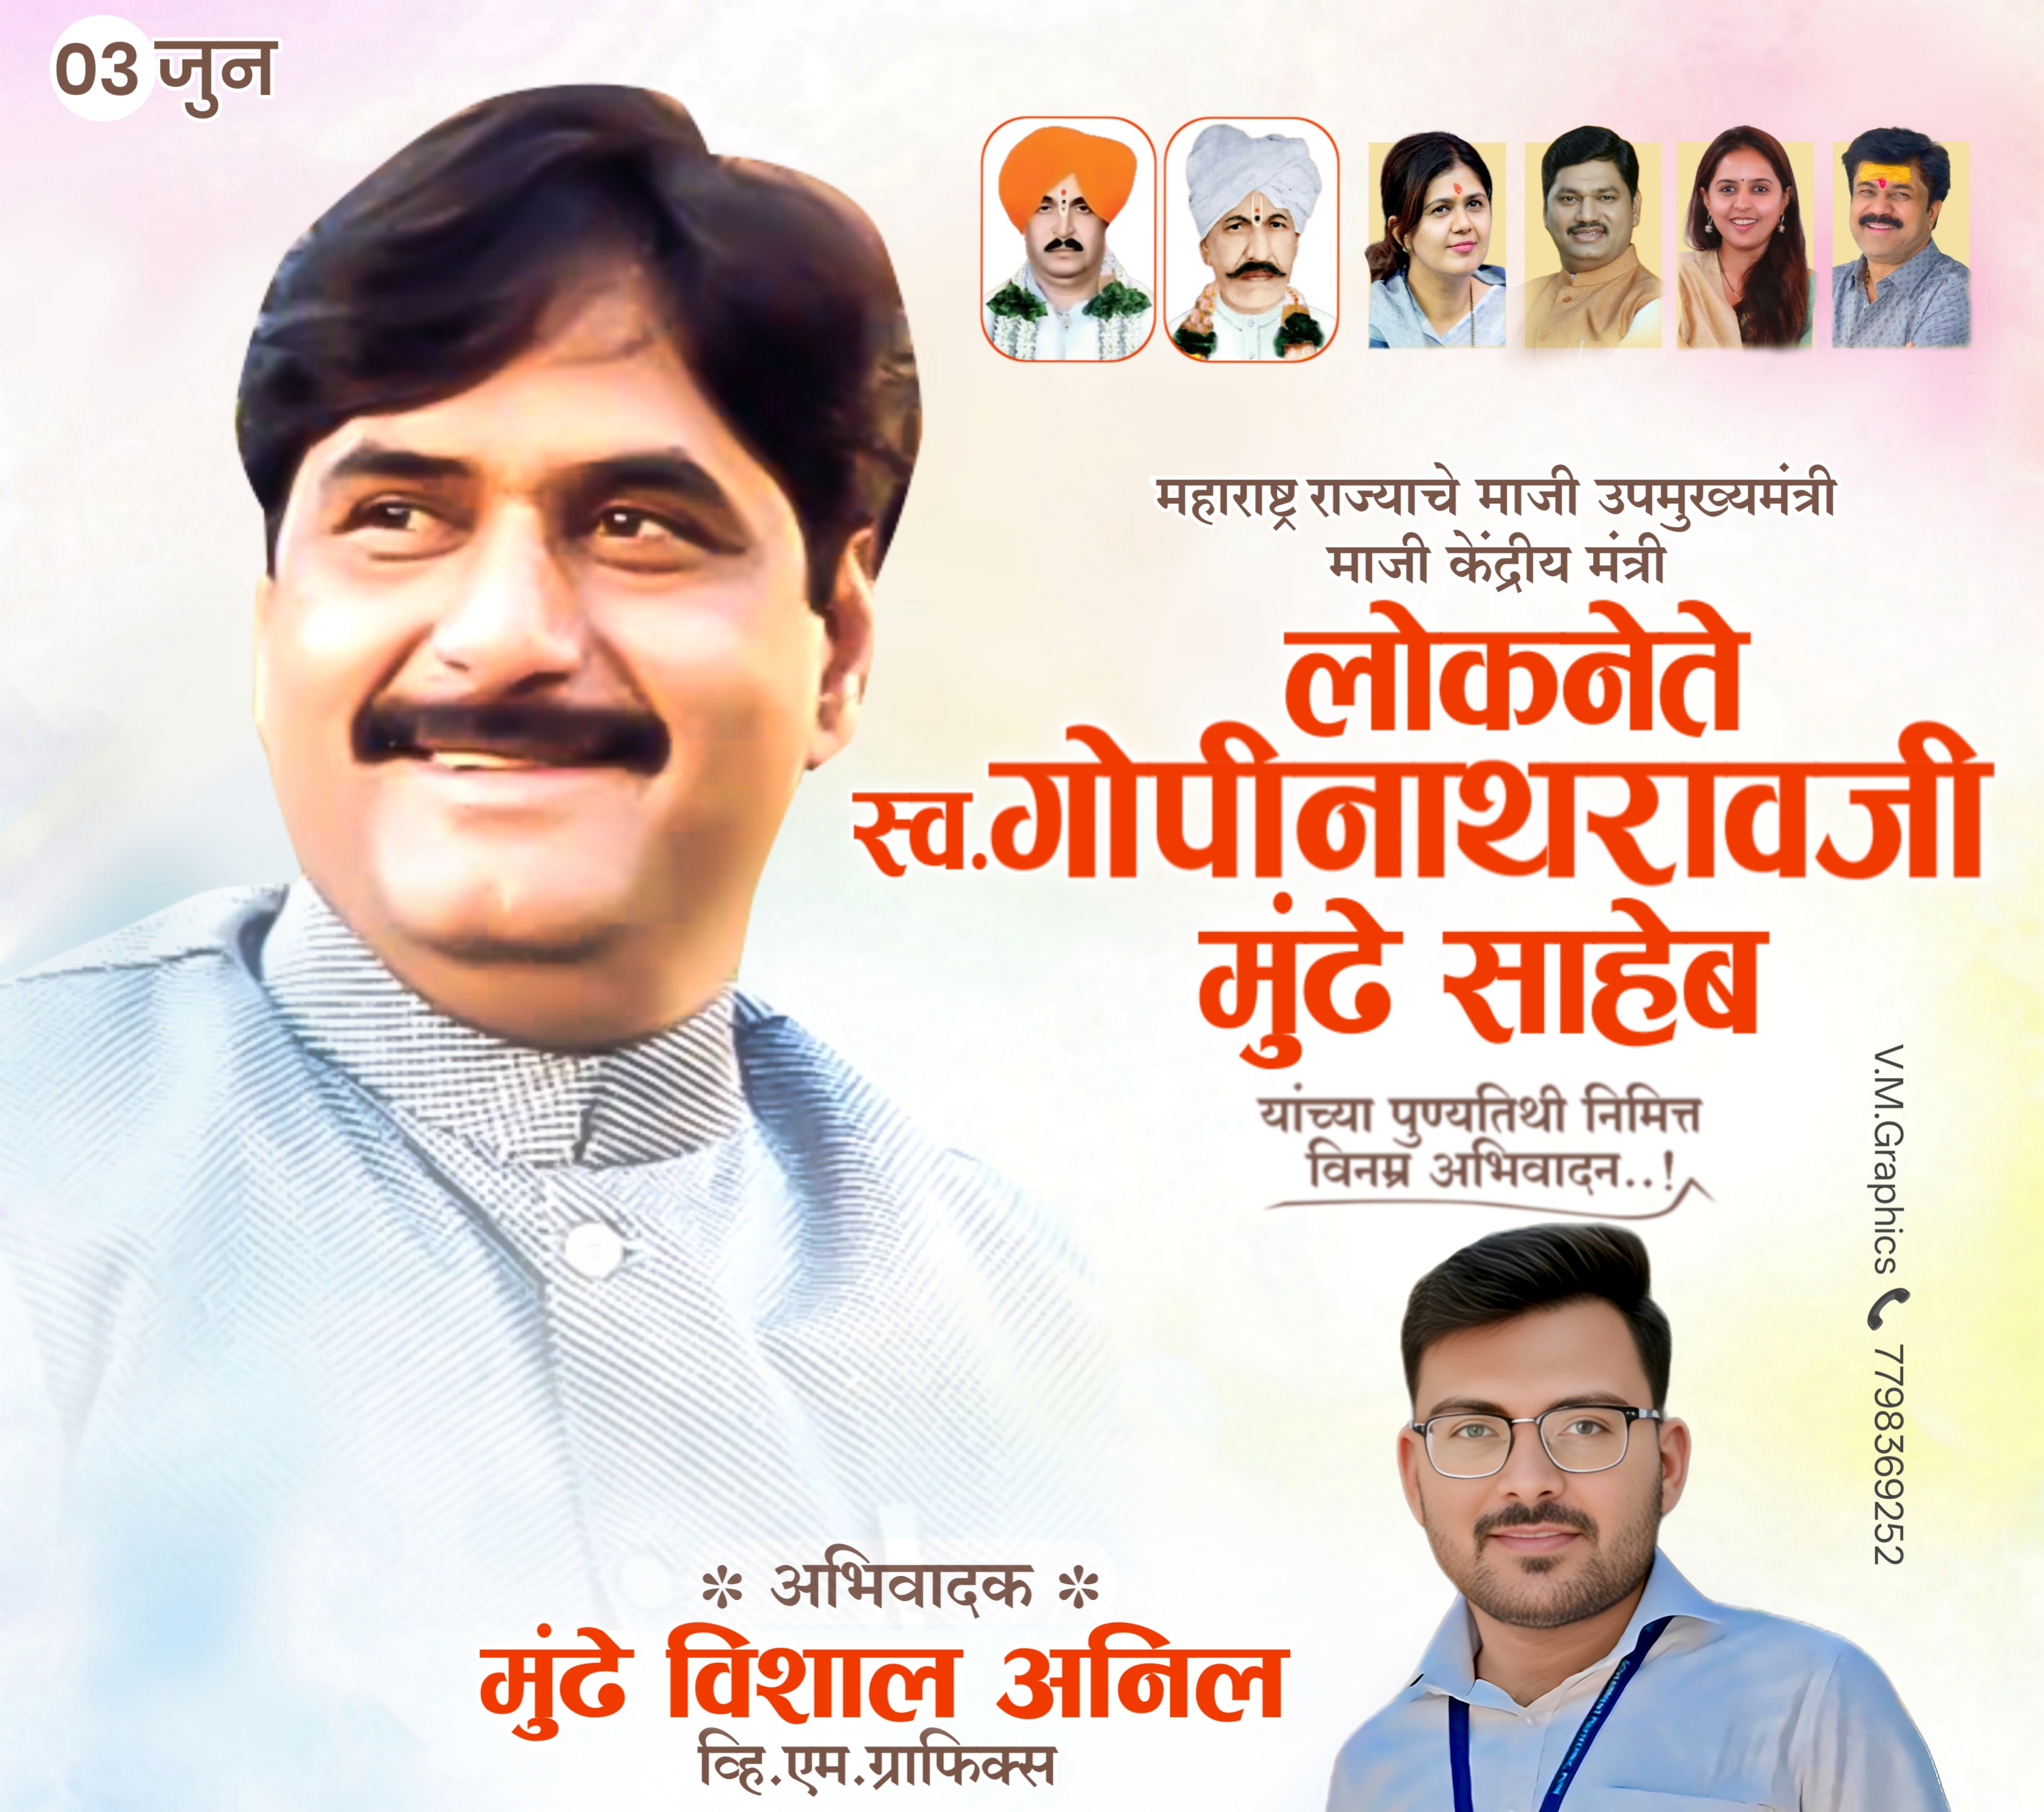 03 जुन
महाराष्ट्र राज्याचे माजी उपमुख्यमंत्री
माजी केंद्रीय मंत्री
लोकनेते
स्व.गोपीनाथरावजी
मुंढे साहेब
यांच्या पुण्यतिथी निमित्त
विनम्र अभिवादन..!
V.M.Graphics 📞 7798369252
* अभिवादक *
मुंढे विशाल अनिल
व्हि.एम.ग्राफिक्स